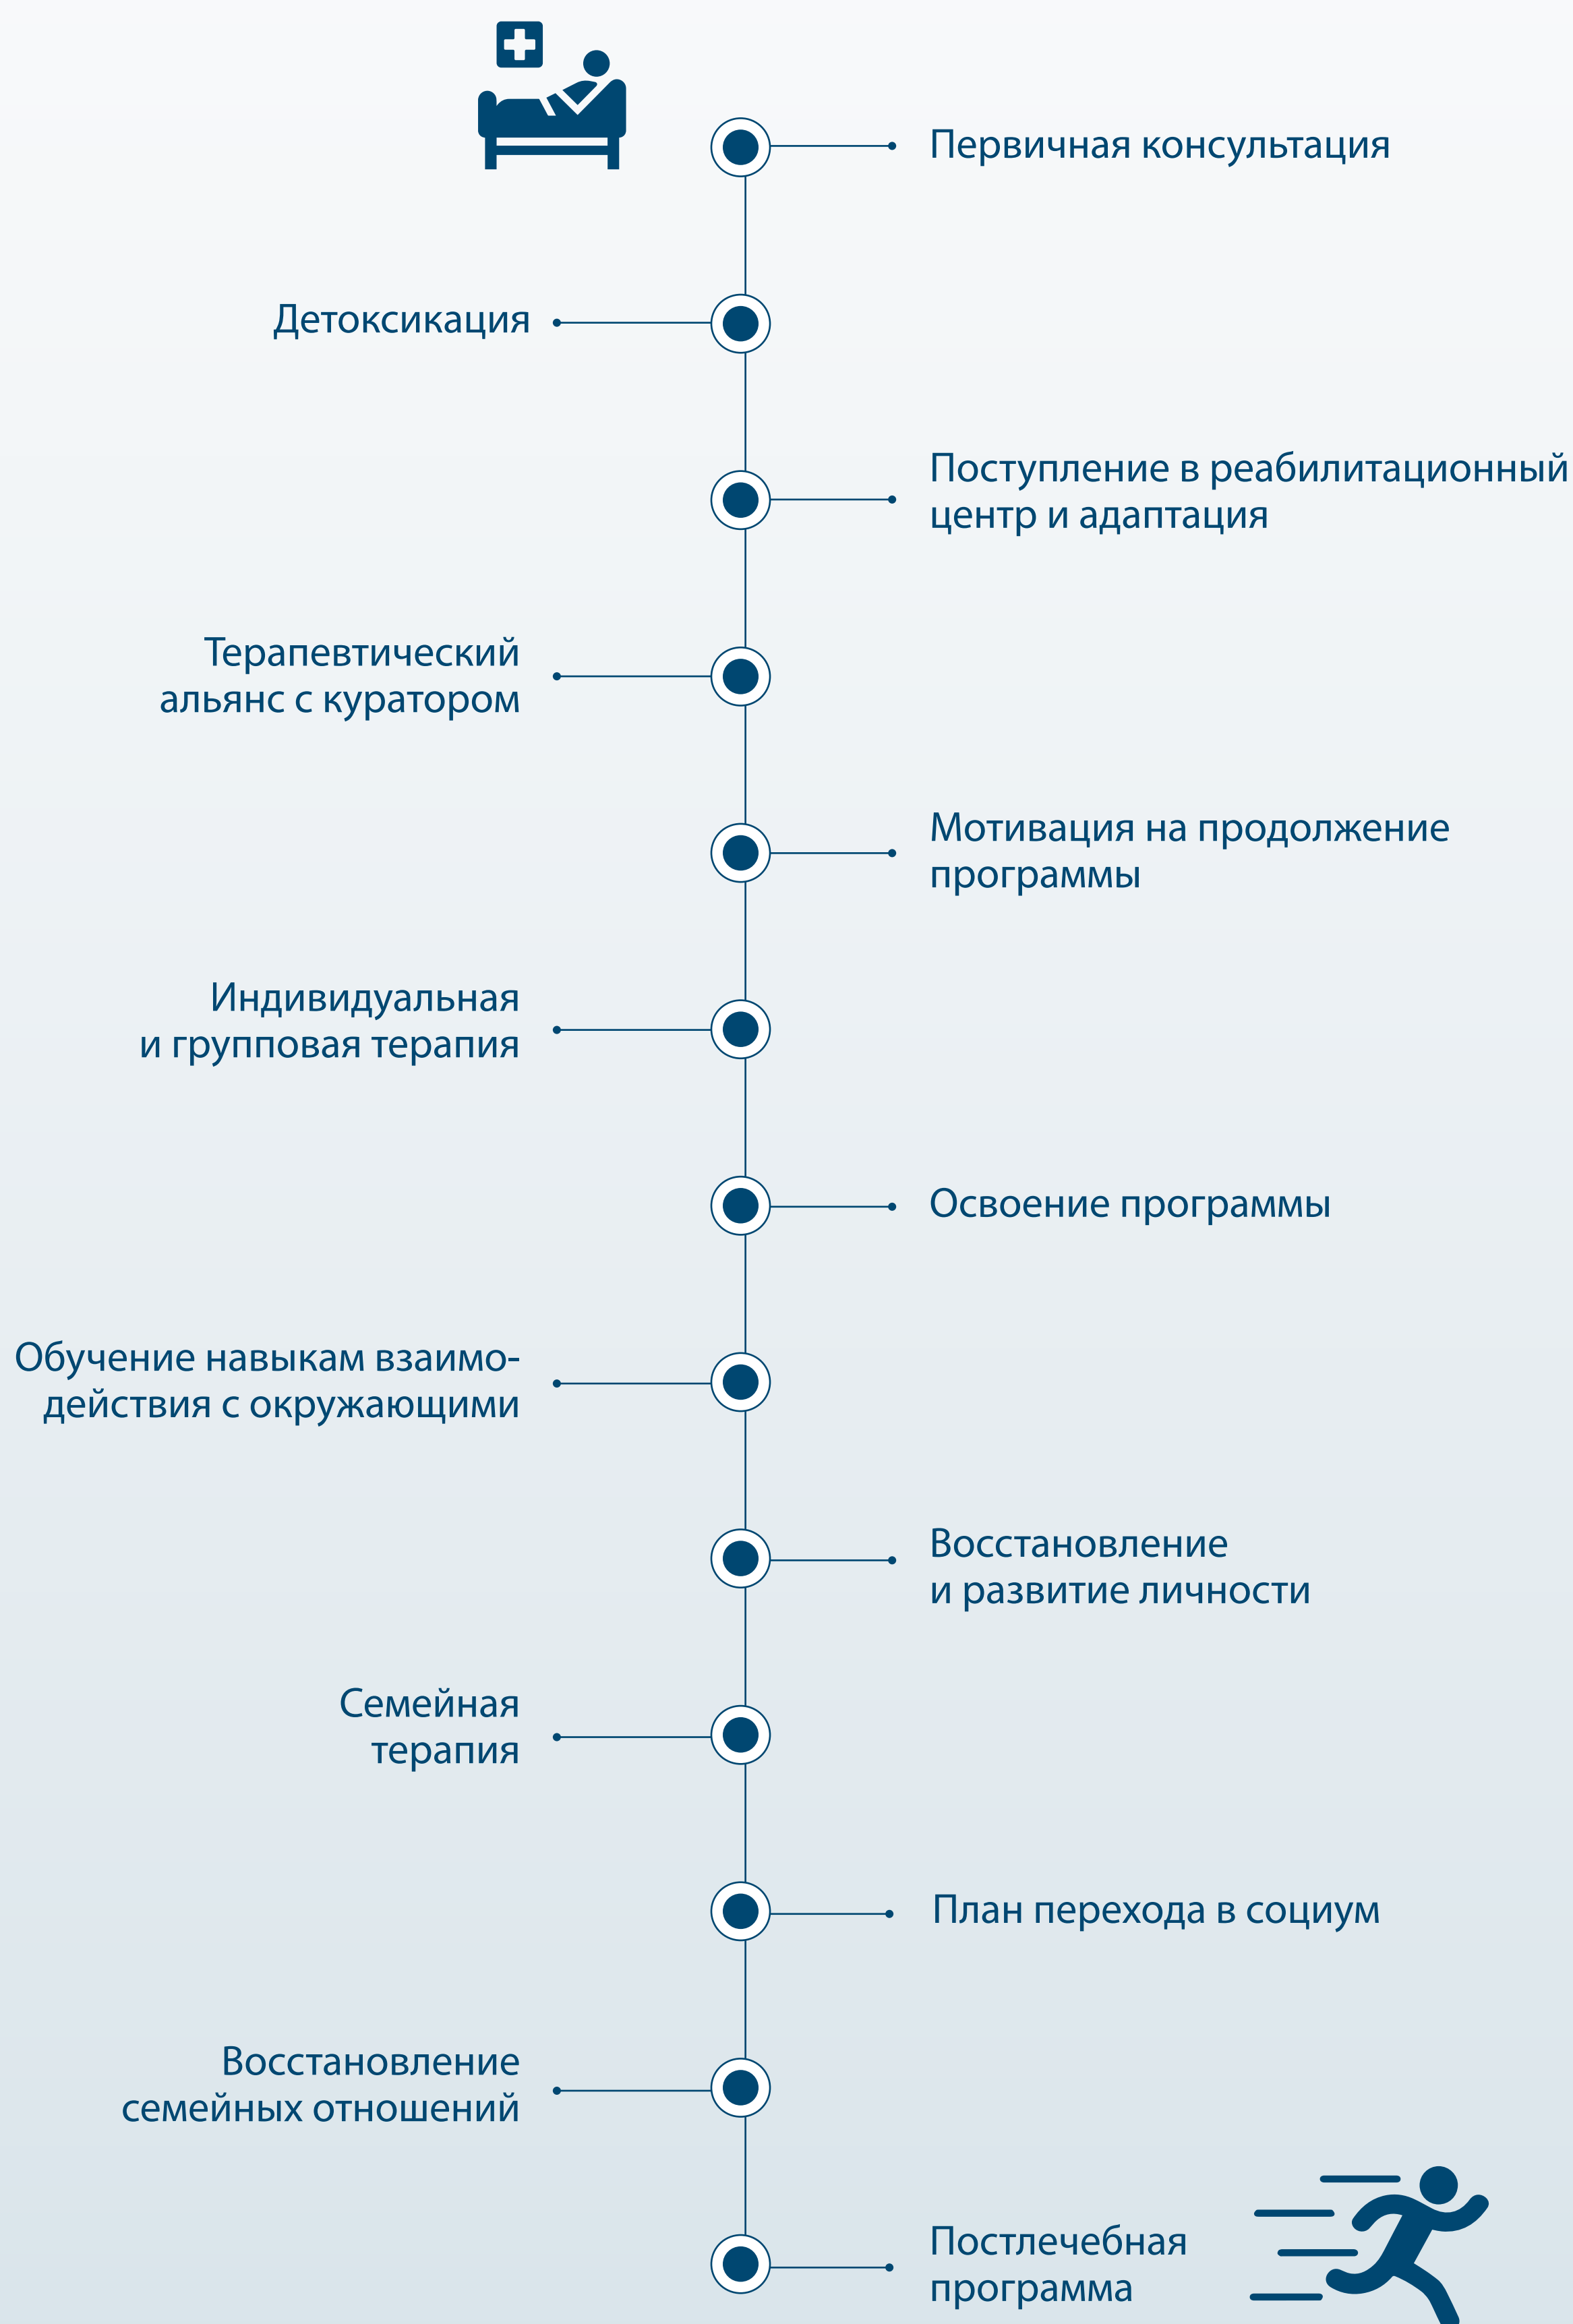 Первичная консультация
Детоксикация
Поступление в реабилитационный
центр и адаптация
Терапевтический
альянс с куратором
Мотивация на продолжение
программы
Индивидуальная
и групповая терапия
Освоение программы
Обучение навыкам взаимо-
действия с окружающими
Восстановление
и развитие личности
Семейная
терапия
План перехода в социум
Восстановление
семейных отношений
Постлечебная
программа